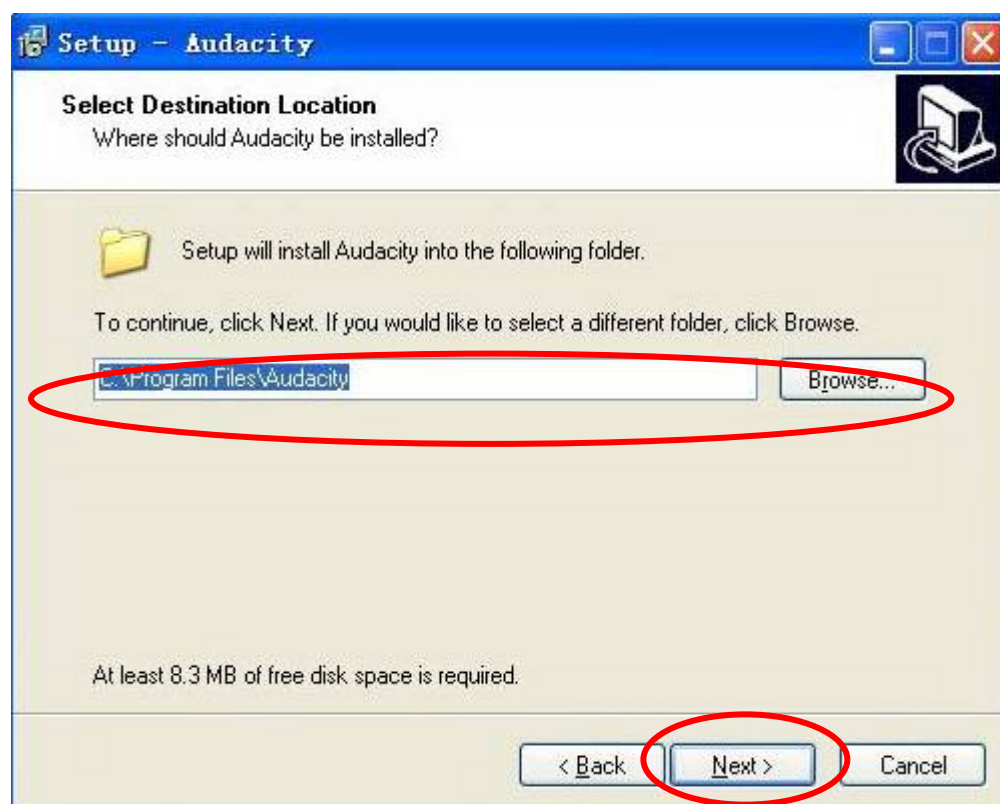 Setup - Audacity
Select Destination Location
Where should Audacity be installed?
Setup will install Audacity into the following folder.
To continue, click Next. If you would like to select a different folder, click Browse.
C:\Program Files\Audacity
Browse...
At least 8.3 MB of free disk space is required.
< Back
Next >
Cancel